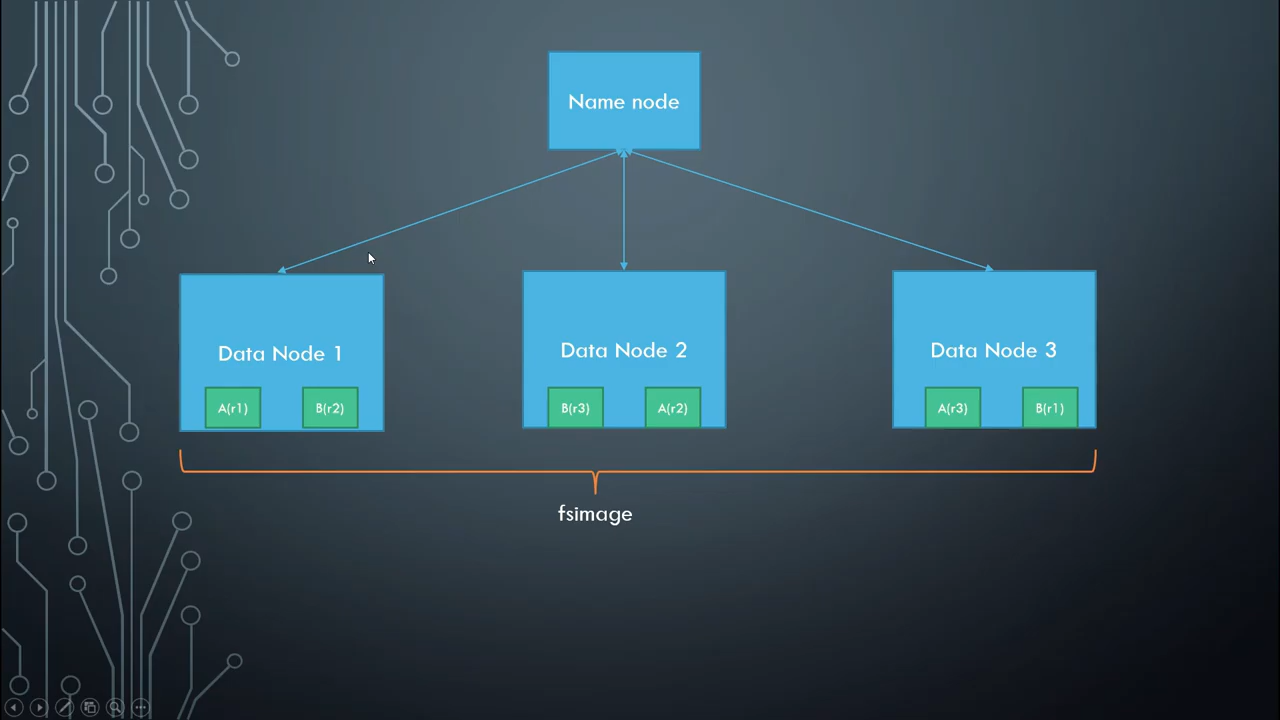 Name node
Data Node 1
Data Node 2
Data Node 3
A(r1)
B(r2)
B(r3)
A(r2)
A(r3)
B(r1)
fsimage